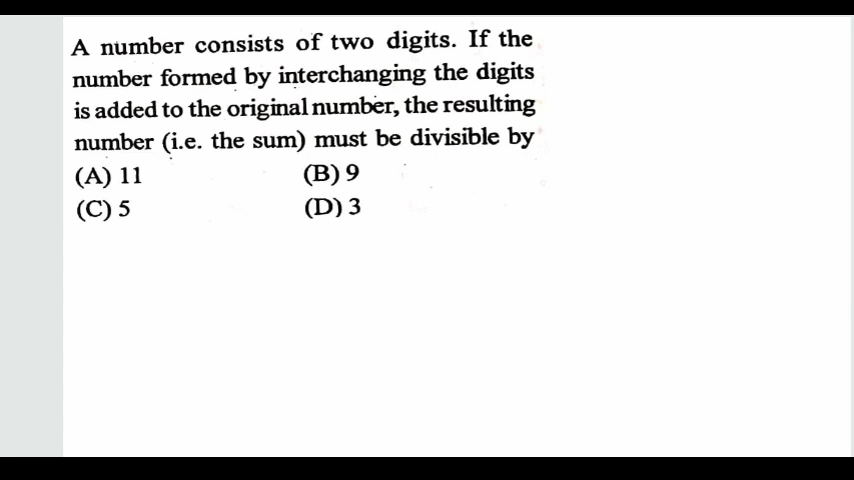 A number consists of two digits. If the
number formed by interchanging the digits
is added to the original number, the resulting
number (i.e. the sum) must be divisible by
(A) 11 (B) 9
(C) 5 (D) 3